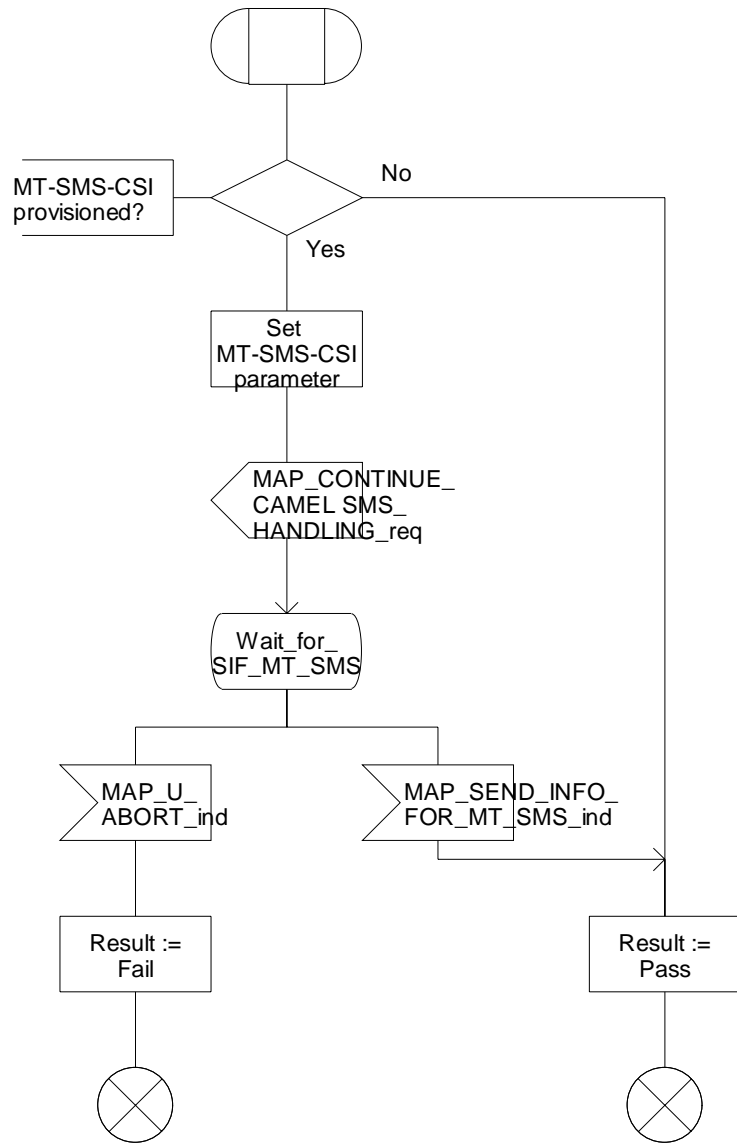 No
MT-SMS-CSI
provisioned?
Yes
Set
MT-SMS-CSI
parameter
MAP_CONTINUE_
CAMEL SMS_
HANDLING_req
Wait_for_
SIF_MT_SMS
MAP_U_
ABORT_ind
MAP_SEND_INFO_
FOR_MT_SMS_ind
Result :=
Fail
Result :=
Pass